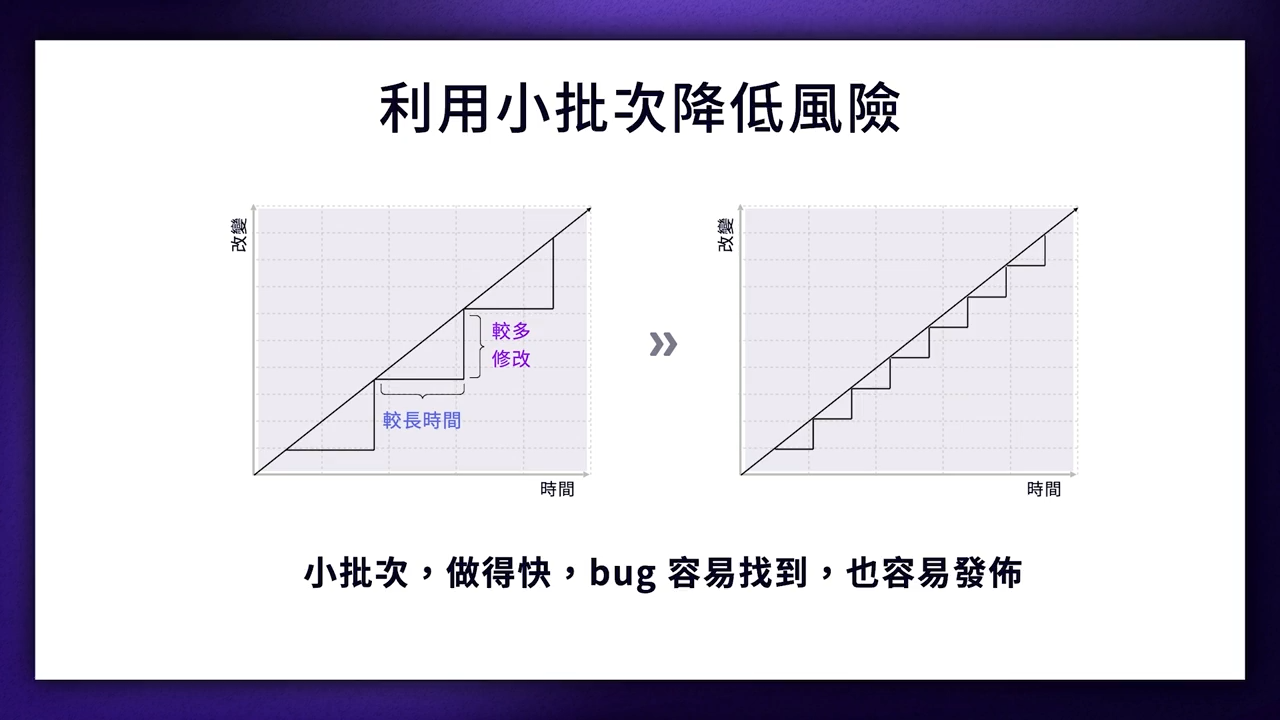 利用小批次降低風險
改變
較多
修改
較長時間
時間
»
改變
時間
小批次，做得快，bug 容易找到，也容易發佈